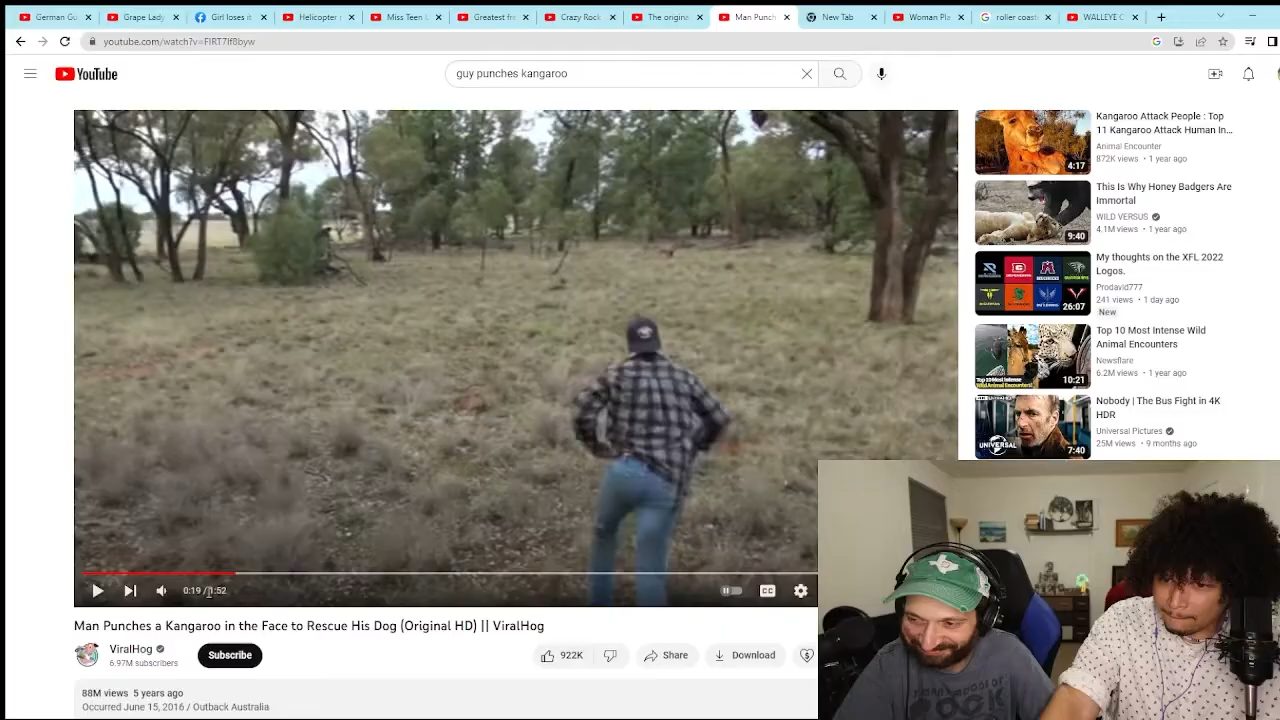 German Gu
Grape Lady
Girl loses it
Helicopter r
Miss Teen U
Greatest fre
Crazy Rock
The origina
Man Punch
New Tab
Woman Pla
roller coast
WALLEYE C
youtube.com/watch?v=FIRT7lf8byw
YouTube
guy punches kangaroo
Kangaroo Attack People : Top
11 Kangaroo Attack Human In...
Animal Encounter
872K views • 1 year ago
4:17
This Is Why Honey Badgers Are
Immortal
WILD VERSUS
4.1M views • 1 year ago
9:40
My thoughts on the XFL 2022
Logos.
Prodavid777
241 views • 1 day ago
New
26:07
Top 10 Most Intense Wild
Animal Encounters
Newsflare
6.2M views • 1 year ago
10:21
Nobody | The Bus Fight in 4K
HDR
Universal Pictures
25M views • 9 months ago
UNIVERSAL
7:40
0:19 / 1:52
CC
Man Punches a Kangaroo in the Face to Rescue His Dog (Original HD) || ViralHog
ViralHog
6.97M subscribers
Subscribe
922K
Share
Download
88M views 5 years ago
Occurred June 15, 2016 / Outback Australia